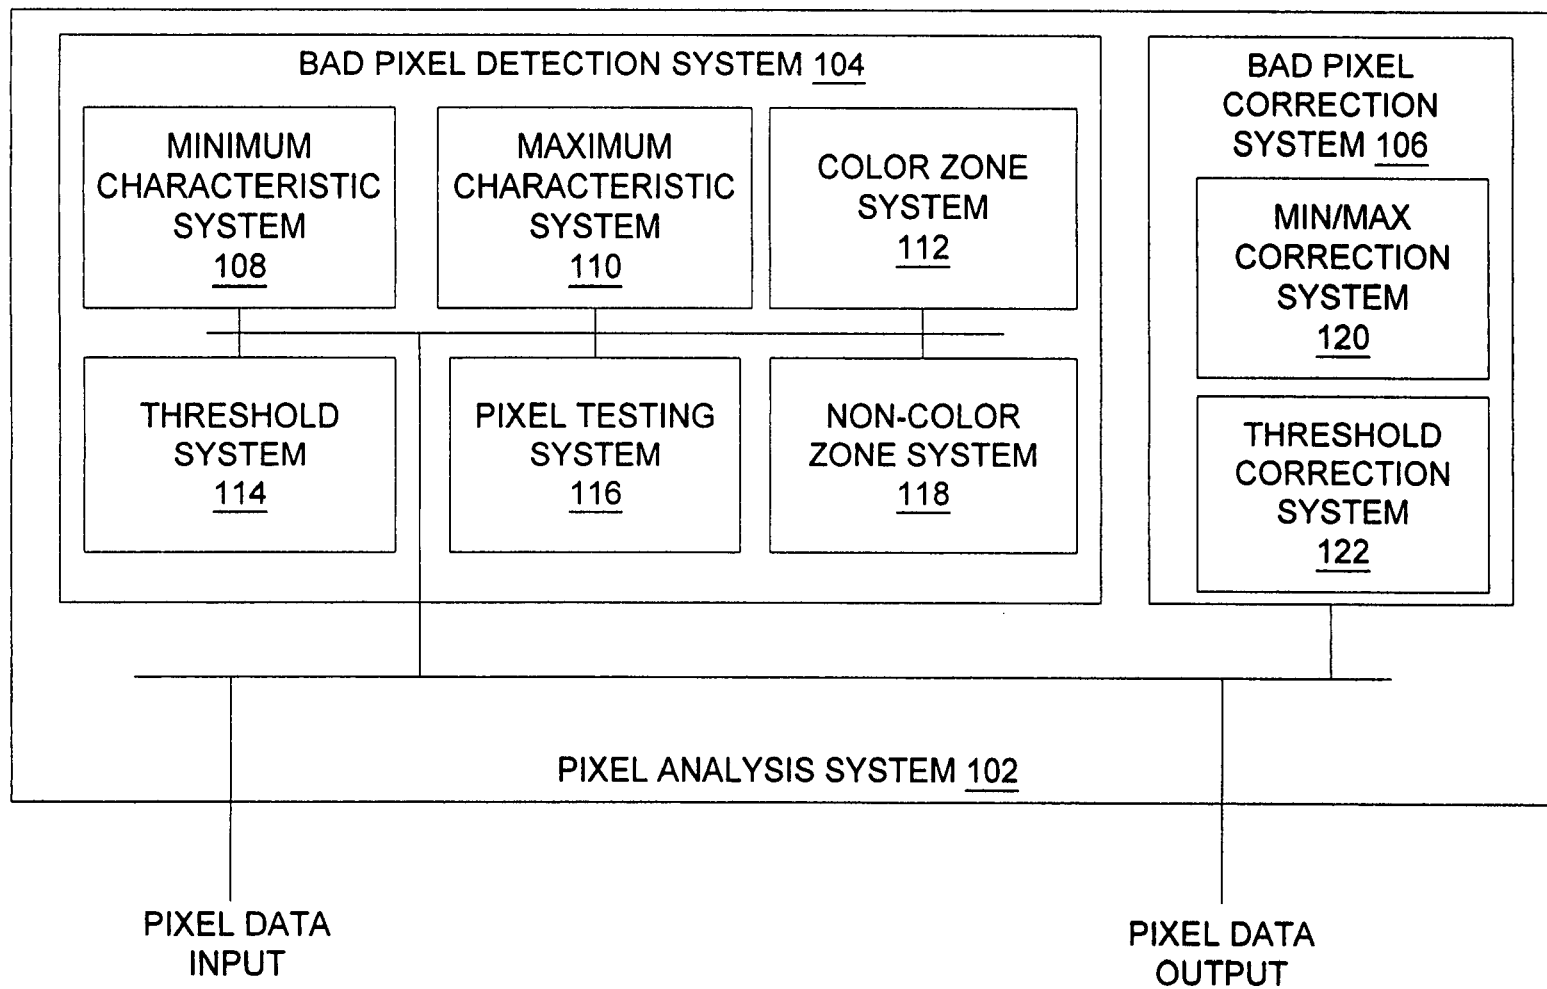 BAD PIXEL DETECTION SYSTEM 104
MINIMUM
CHARACTERISTIC
SYSTEM
108
MAXIMUM
CHARACTERISTIC
SYSTEM
110
COLOR ZONE
SYSTEM
112
THRESHOLD
SYSTEM
114
PIXEL TESTING
SYSTEM
116
NON-COLOR
ZONE SYSTEM
118
BAD PIXEL
CORRECTION
SYSTEM 106
MIN/MAX
CORRECTION
SYSTEM
120
THRESHOLD
CORRECTION
SYSTEM
122
PIXEL ANALYSIS SYSTEM 102
PIXEL DATA
INPUT
PIXEL DATA
OUTPUT